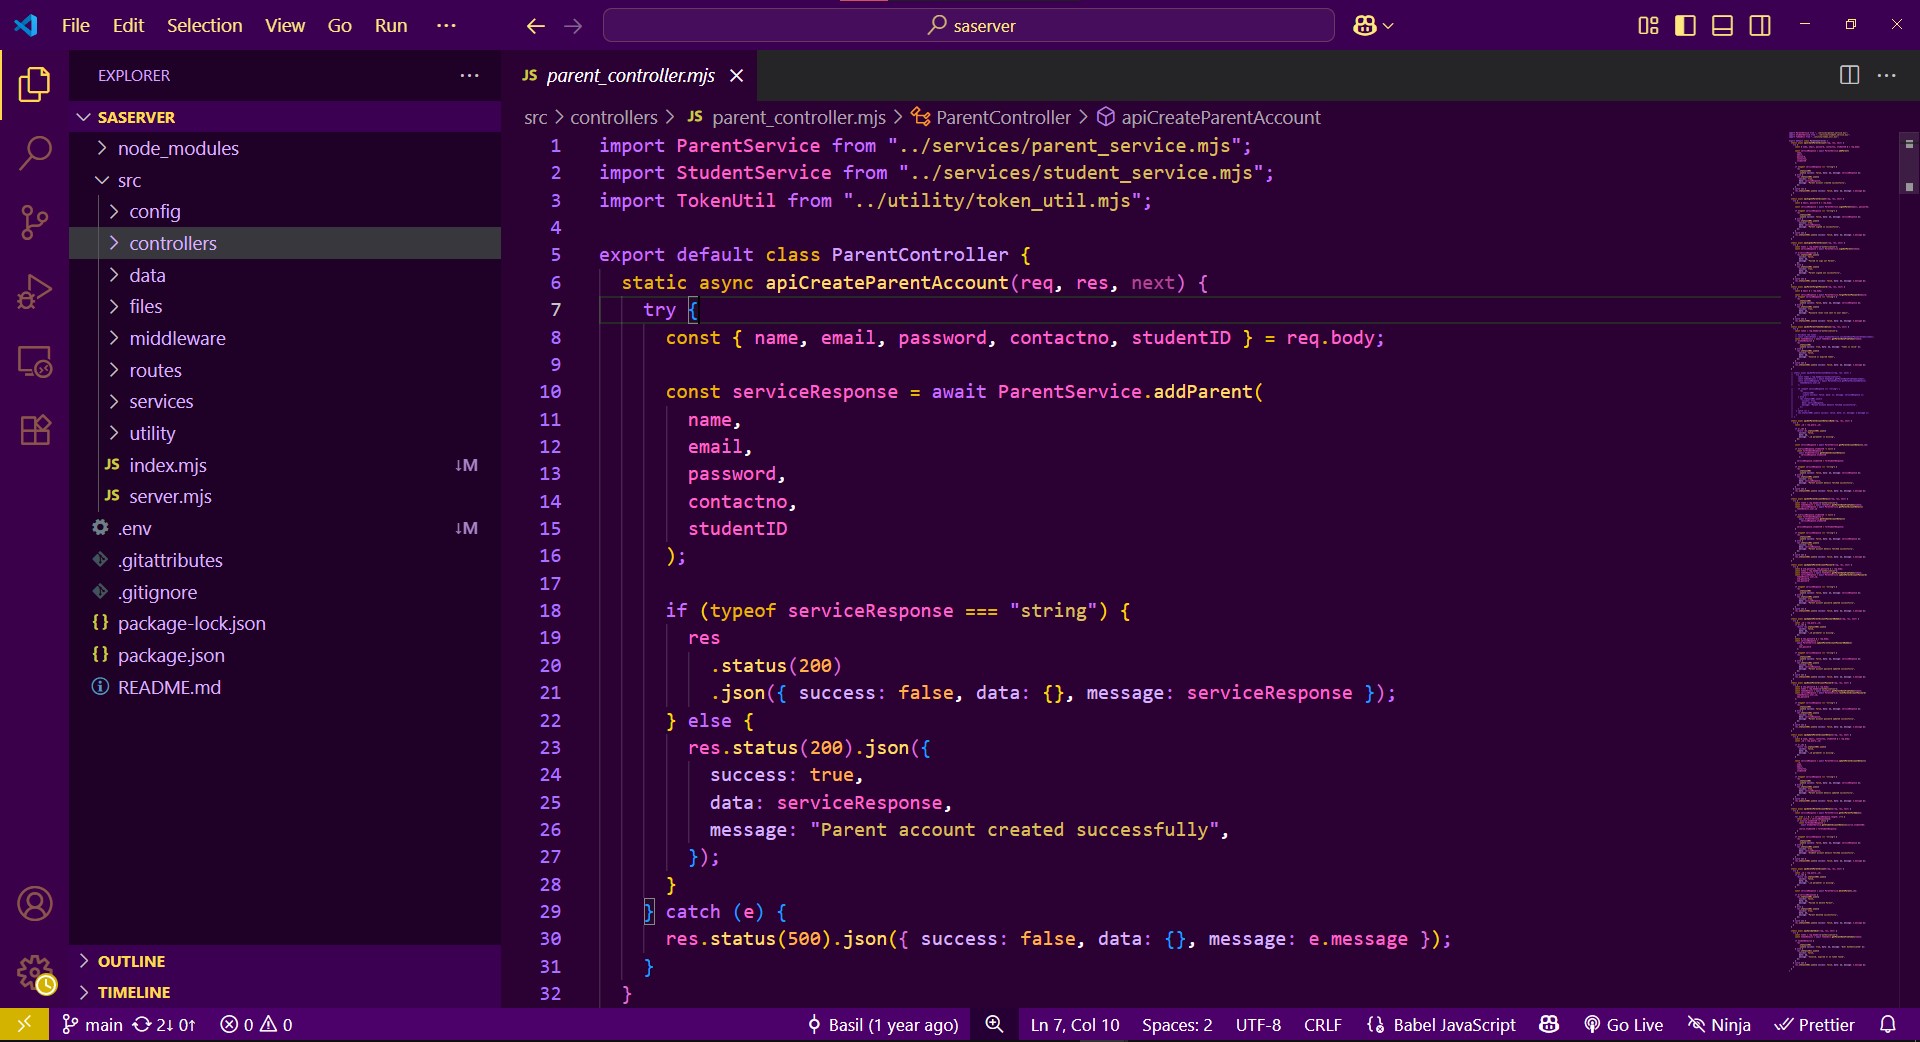 File Edit Selection View Go Run ···
saserver
EXPLORER
SASERVER
node_modules
src
config
controllers
data
files
middleware
routes
services
utility
JS index.mjs ↓M
JS server.mjs
.env ↓M
.gitattributes
.gitignore
{} package-lock.json
{} package.json
README.md
OUTLINE
TIMELINE
JS parent_controller.mjs
src > controllers > JS parent_controller.mjs > ParentController > apiCreateParentAccount
1 import ParentService from "../services/parent_service.mjs";
2 import StudentService from "../services/student_service.mjs";
3 import TokenUtil from "../utility/token_util.mjs";
4
5 export default class ParentController {
6 static async apiCreateParentAccount(req, res, next) {
7 try {
8 const { name, email, password, contactno, studentID } = req.body;
9
10 const serviceResponse = await ParentService.addParent(
11 name,
12 email,
13 password,
14 contactno,
15 studentID
16 );
17
18 if (typeof serviceResponse === "string") {
19 res
20 .status(200)
21 .json({ success: false, data: {}, message: serviceResponse });
22 } else {
23 res.status(200).json({
24 success: true,
25 data: serviceResponse,
26 message: "Parent account created successfully",
27 });
28 }
29 } catch (e) {
30 res.status(500).json({ success: false, data: {}, message: e.message });
31 }
32 }
main 2↓ 0↑ 0 0 Basil (1 year ago) Ln 7, Col 10 Spaces: 2 UTF-8 CRLF Babel JavaScript Go Live Ninja Prettier